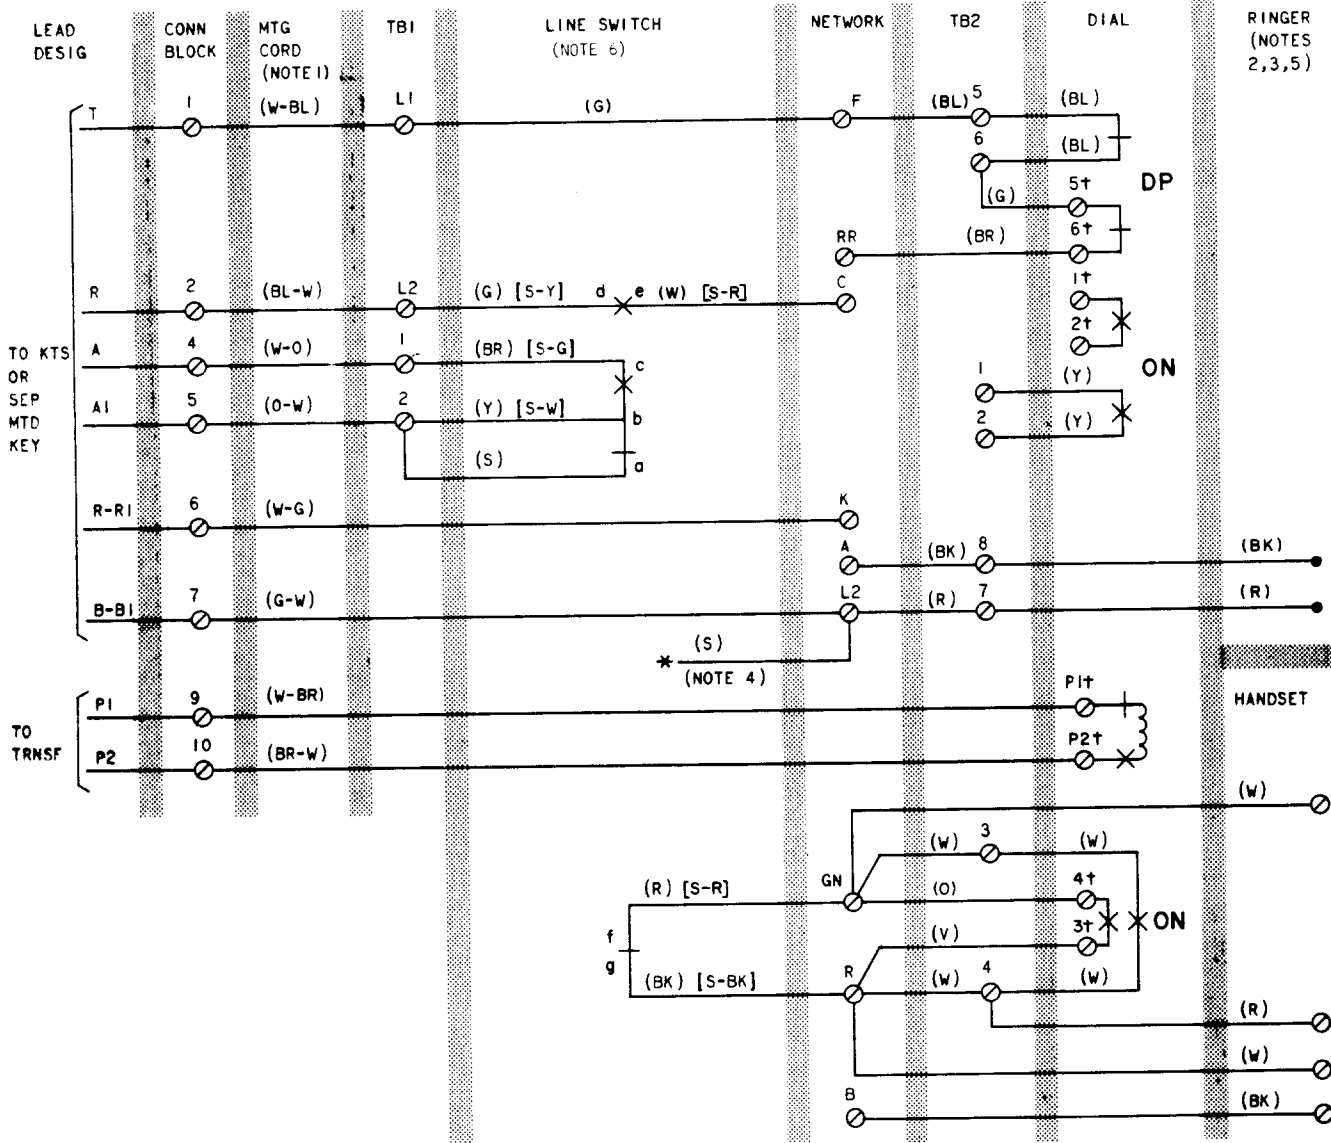 LEAD DESIG
CONN BLOCK
MTG CORD (NOTE 1)
TB1
LINE SWITCH (NOTE 6)
NETWORK
TB2
DIAL
RINGER (NOTES 2,3,5)
T 1 (W-BL) L1 (G) F (BL) 5 (BL)
6 (BL)
DP
(G) 5†
RR (BR) 6†
R 2 (BL-W) L2 (G) [S-Y] d e (W) [S-R] C
1†
2†
ON
TO KTS OR SEP MTD KEY
A 4 (W-O) 1 (BR) [S-G] c
1 (Y)
A1 5 (O-W) 2 (Y) [S-W] b
2 (Y)
(S) a
R-R1 6 (W-G) K
A (BK) 8 (BK)
B-B1 7 (G-W) L2 (R) 7 (R)
* (S)
(NOTE 4)
HANDSET
TO TRNSF
P1 9 (W-BR) P1†
P2 10 (BR-W) P2†
(W)
(W) 3 (W)
(R) [S-R] GN (O) 4†
f
g
(V) 3†
ON
(BK) [S-BK] R (W) 4 (W)
(R)
(W)
B (BK)